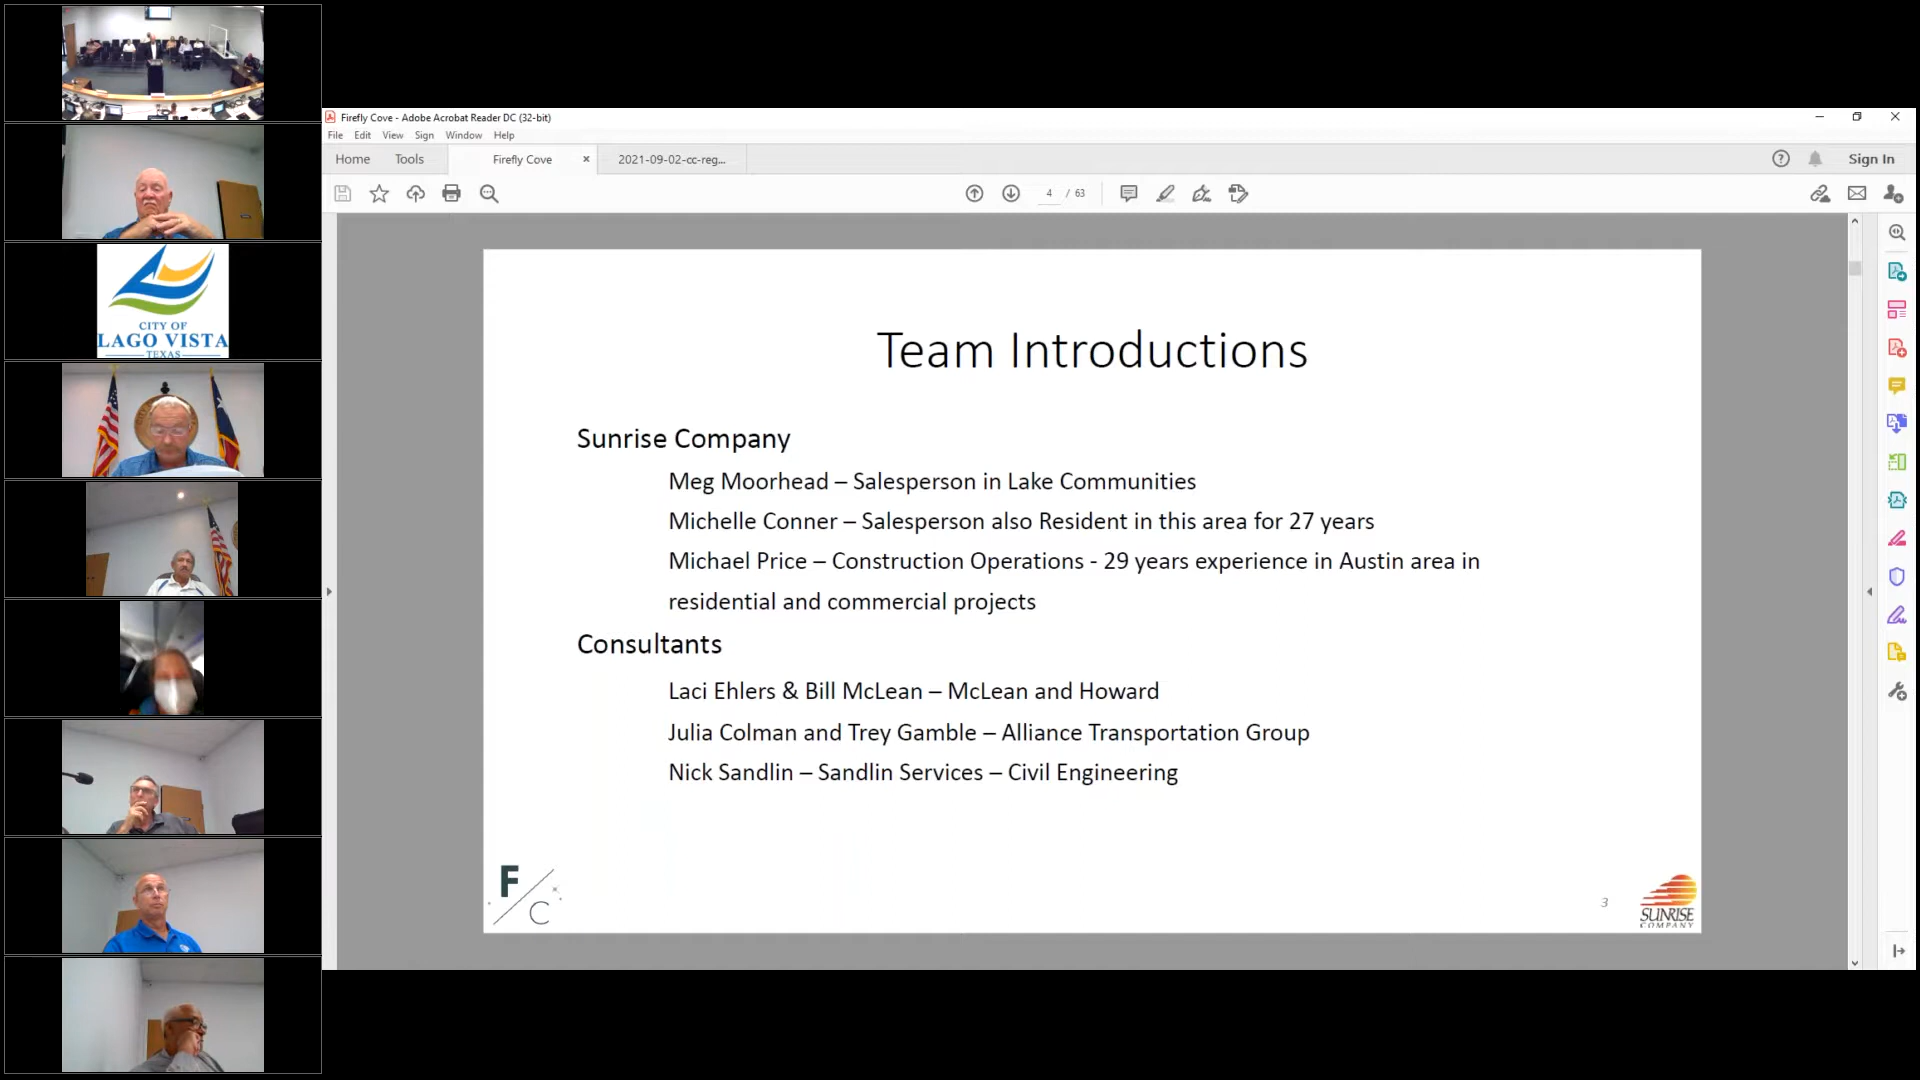 CITY OF
LAGO VISTA
TEXAS
Firefly Cove - Adobe Acrobat Reader DC (32-bit)
File Edit View Sign Window Help
Home Tools Firefly Cove 2021-09-02-cc-reg... Sign In
4 / 63
Team Introductions
Sunrise Company
Meg Moorhead – Salesperson in Lake Communities
Michelle Conner – Salesperson also Resident in this area for 27 years
Michael Price – Construction Operations - 29 years experience in Austin area in
residential and commercial projects
Consultants
Laci Ehlers & Bill McLean – McLean and Howard
Julia Colman and Trey Gamble – Alliance Transportation Group
Nick Sandlin – Sandlin Services – Civil Engineering
F
C
3
SUNRISE
COMPANY